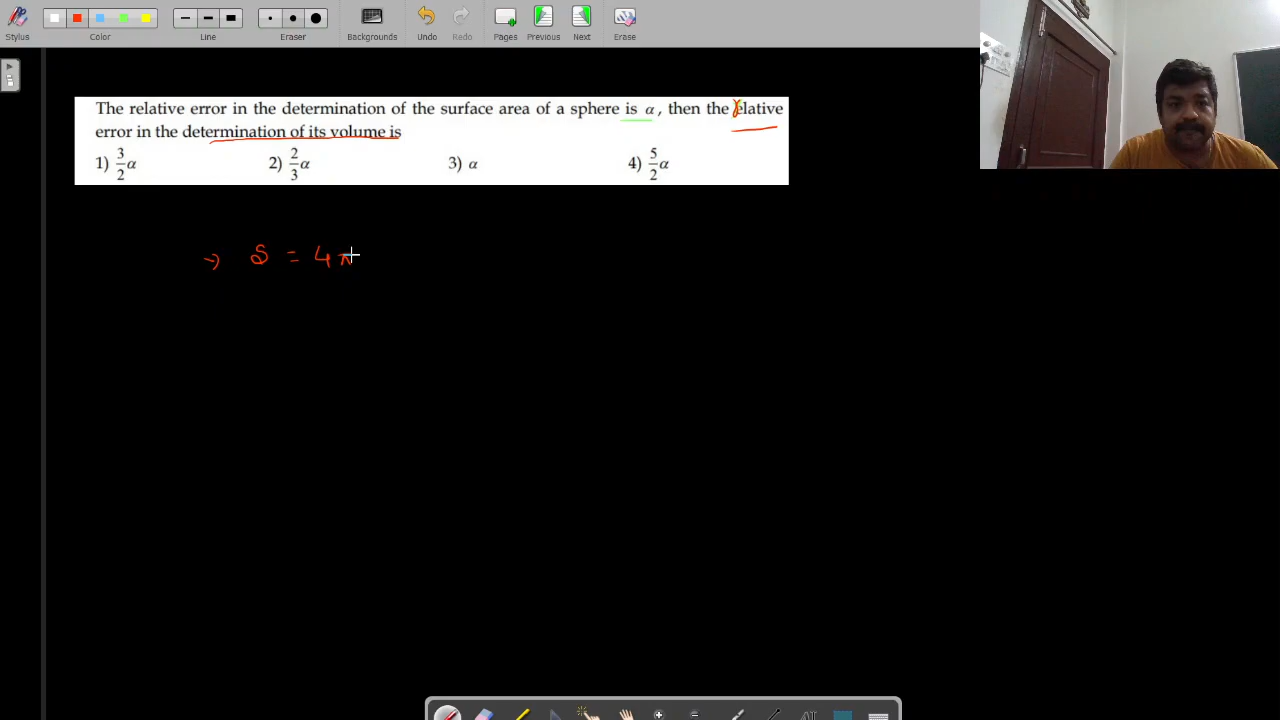 Stylus Color Line Eraser Backgrounds Undo Redo Pages Previous Next Erase
The relative error in the determination of the surface area of a sphere is α, then the relative
error in the determination of its volume is
1) 3/2 α 2) 2/3 α 3) α 4) 5/2 α
→ S = 4π